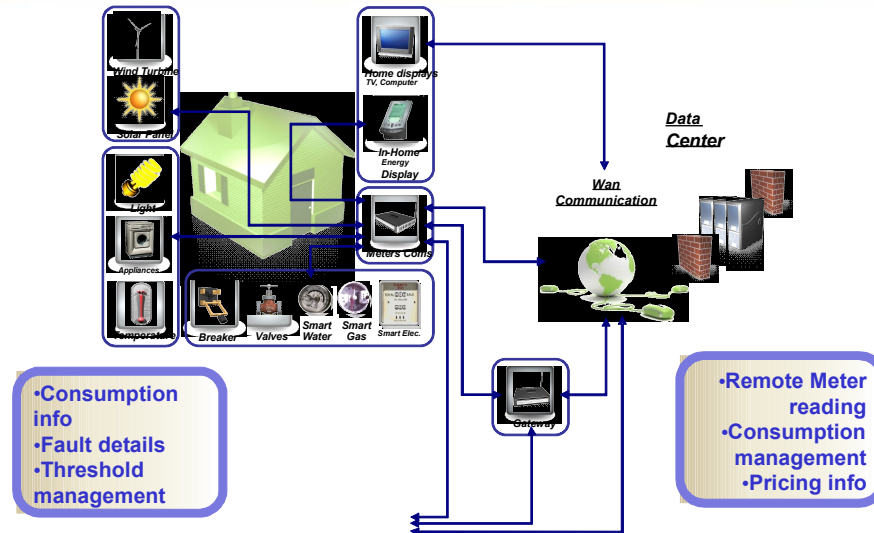 Wind Turbine
Solar Panel
Light
Appliances
Temperature
Home displays
TV, Computer
In-Home
Energy
Display
Meters Coms
Breaker
Valves
Smart
Water
Smart
Gas
Smart Elec.
Gateway
Wan
Communication
Data
Center
•Consumption
info
•Fault details
•Threshold
management
•Remote Meter
reading
•Consumption
management
•Pricing info